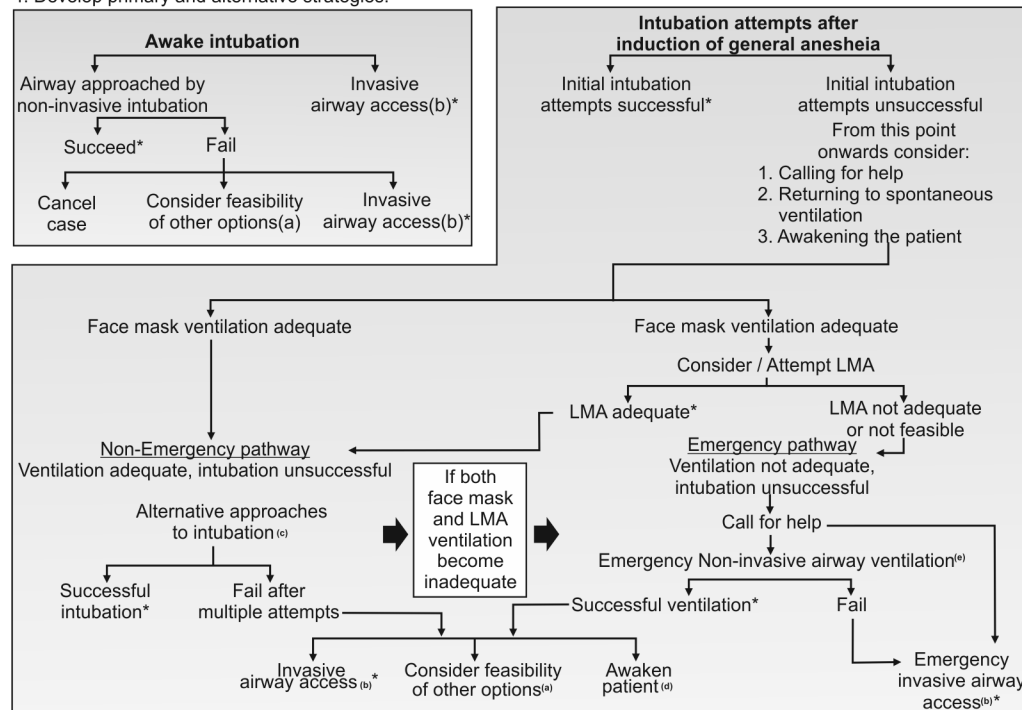 1. Develop primary and alternative strategies.
Awake intubation
Airway approached by
non-invasive intubation
Invasive
airway access(b)*
Succeed*
Fail
Cancel
case
Consider feasibility
of other options(a)
Invasive
airway access(b)*
Intubation attempts after
induction of general anesheia
Initial intubation
attempts successful*
Initial intubation
attempts unsuccessful
From this point
onwards consider:
1. Calling for help
2. Returning to spontaneous
ventilation
3. Awakening the patient
Face mask ventilation adequate
Face mask ventilation adequate
Consider / Attempt LMA
LMA adequate*
LMA not adequate
or not feasible
Non-Emergency pathway
Ventilation adequate, intubation unsuccessful
Emergency pathway
Ventilation not adequate,
intubation unsuccessful
If both
face mask
and LMA
ventilation
become
inadequate
Alternative approaches
to intubation (c)
Call for help
Emergency Non-invasive airway ventilation(e)
Successful
intubation*
Fail after
multiple attempts
Successful ventilation*
Fail
Invasive
airway access (b)*
Consider feasibility
of other options(a)
Awaken
patient (d)
Emergency
invasive airway
access(b)*